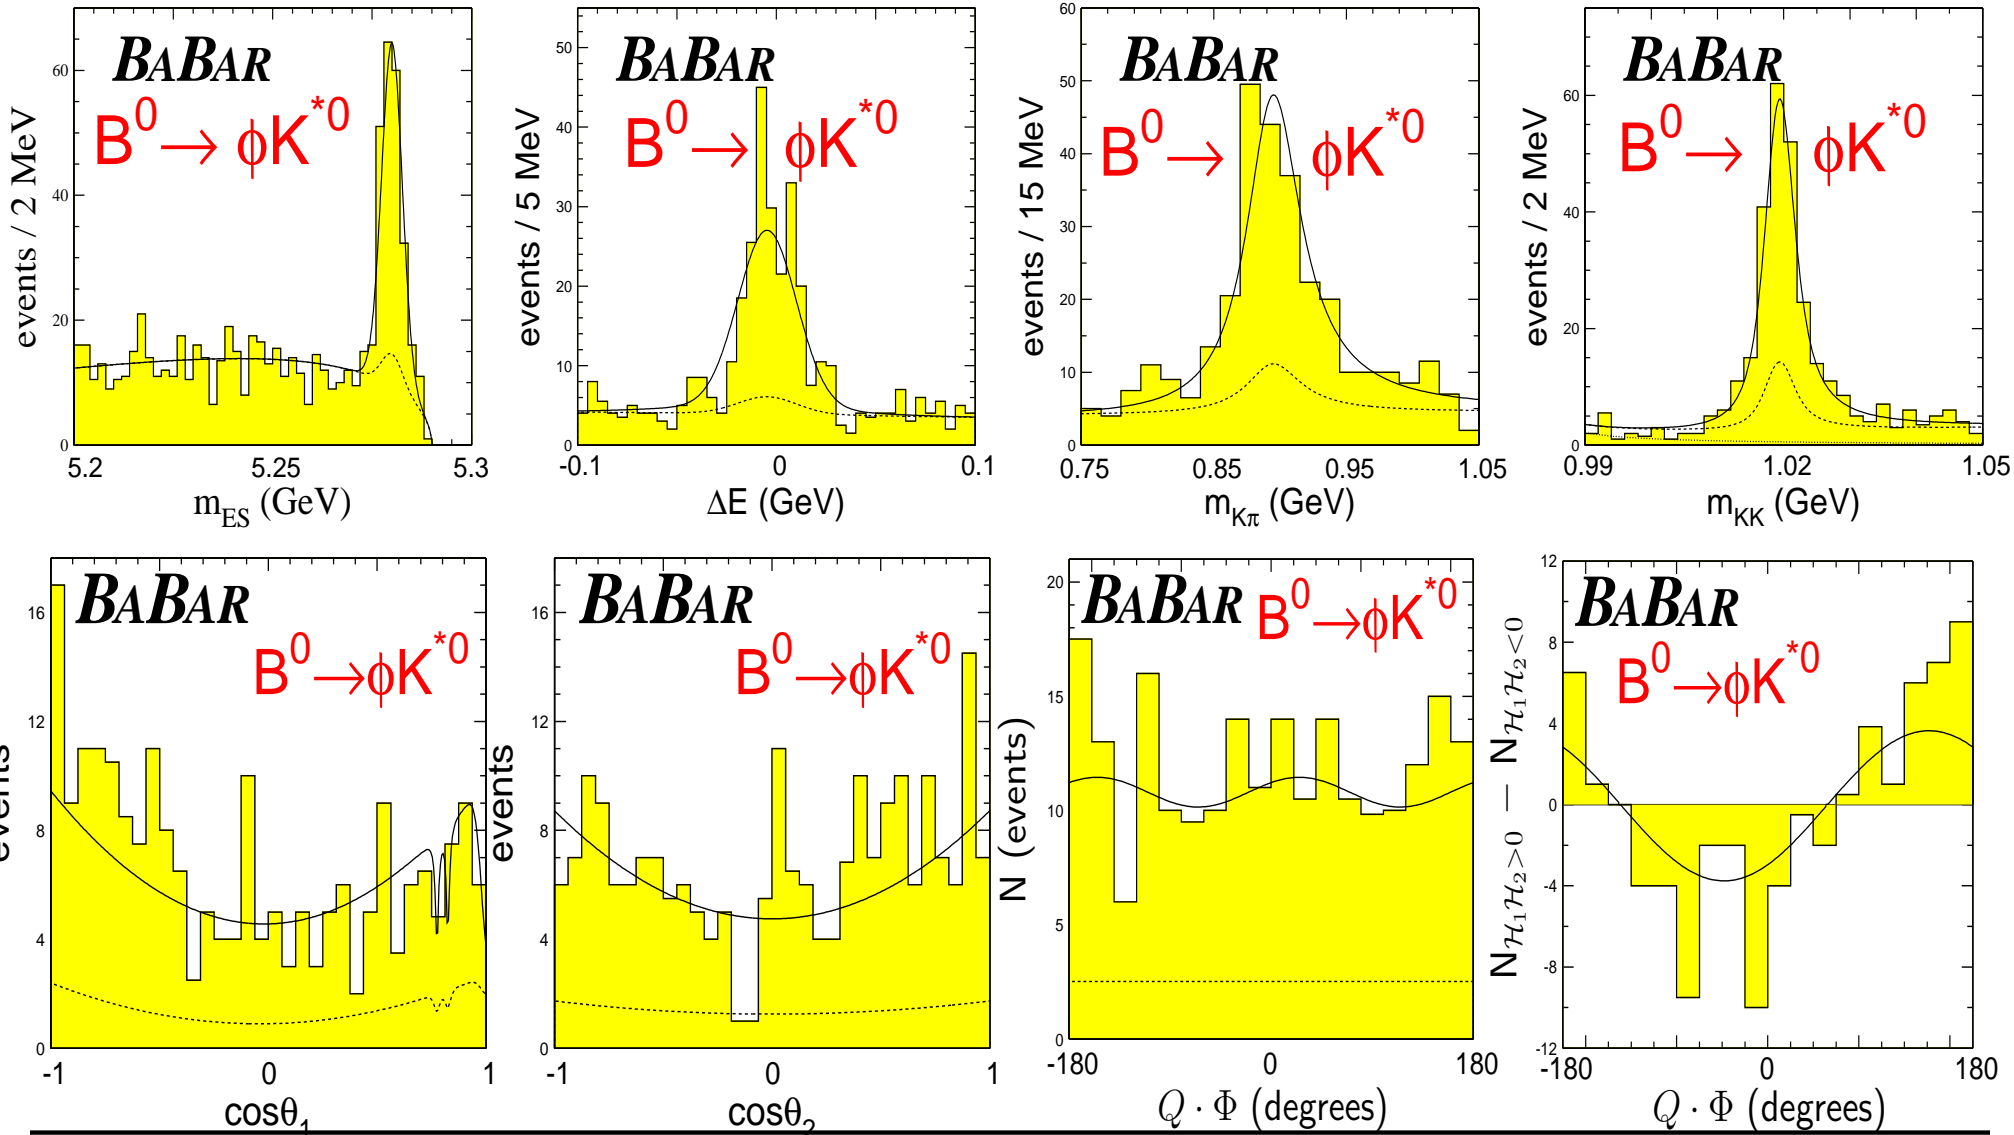 BABAR
B⁰ → φK*⁰
events / 2 MeV
60
40
20
0
5.2 5.25 5.3
m_ES (GeV)
BABAR
B⁰ → φK*⁰
events / 5 MeV
50
40
30
20
10
0
-0.1 0 0.1
ΔE (GeV)
BABAR
B⁰ → φK*⁰
events / 15 MeV
60
50
40
30
20
10
0
0.75 0.85 0.95 1.05
m_Kπ (GeV)
BABAR
B⁰ → φK*⁰
events / 2 MeV
60
40
20
0
0.99 1.02 1.05
m_KK (GeV)
BABAR
B⁰ → φK*⁰
events
16
12
8
4
0
-1 0 1
cosθ₁
BABAR
B⁰ → φK*⁰
events
16
12
8
4
0
-1 0 1
cosθ₂
BABAR
B⁰ → φK*⁰
N (events)
20
15
10
5
0
-180 0 180
Q · Φ (degrees)
BABAR
B⁰ → φK*⁰
N_ℋ₁ℋ₂>0 — N_ℋ₁ℋ₂<0
12
8
4
0
-4
-8
-12
-180 0 180
Q · Φ (degrees)